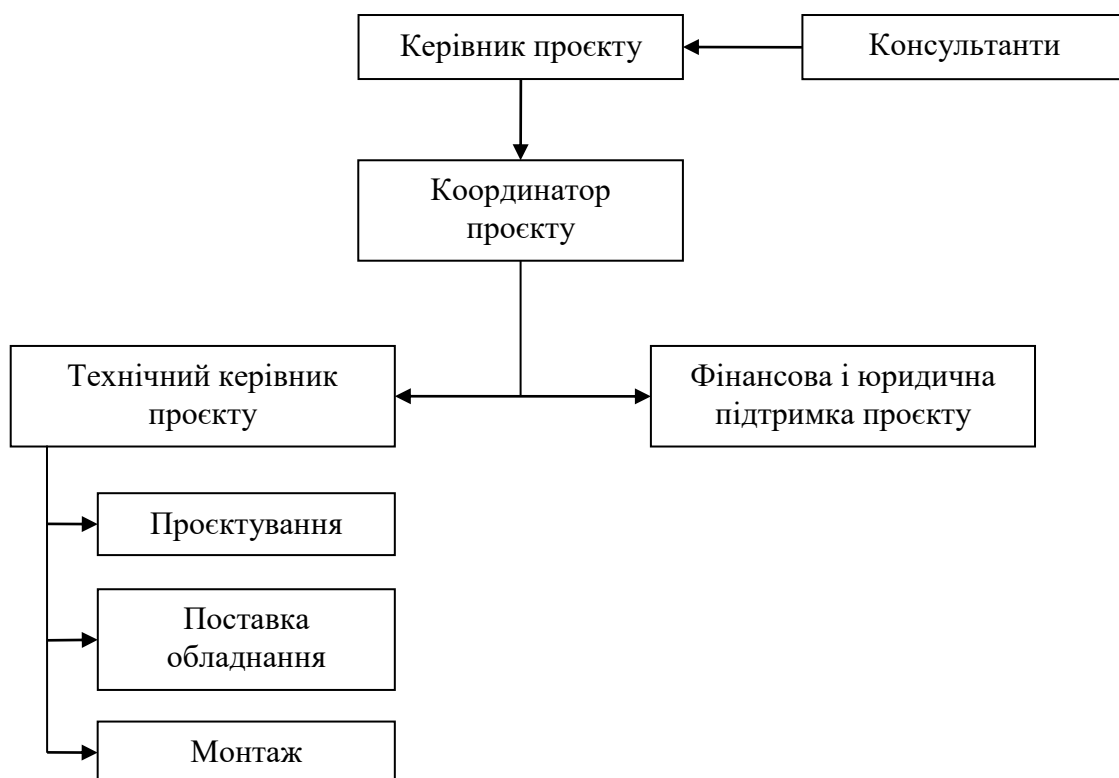 Керівник проєкту
Консультанти
Координатор
проєкту
Технічний керівник
проєкту
Фінансова і юридична
підтримка проєкту
Проєктування
Поставка
обладнання
Монтаж